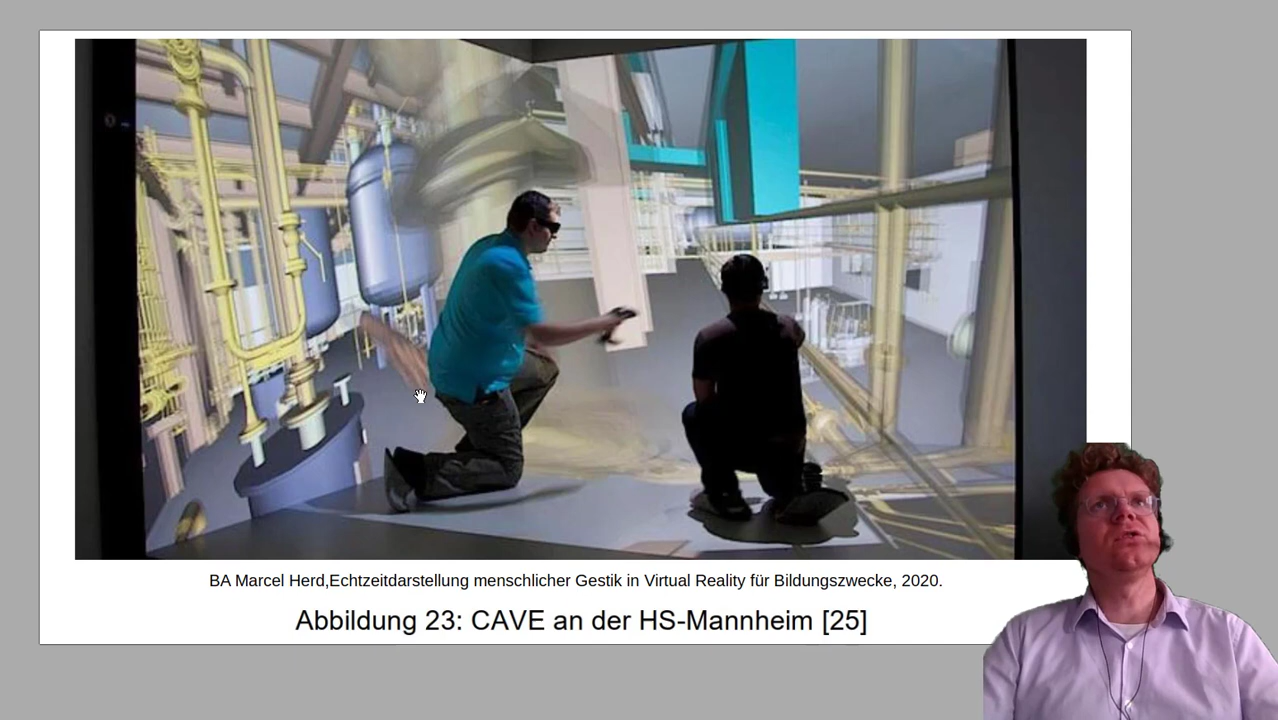 BA Marcel Herd,Echtzeitdarstellung menschlicher Gestik in Virtual Reality für Bildungszwecke, 2020.
Abbildung 23: CAVE an der HS-Mannheim [25]